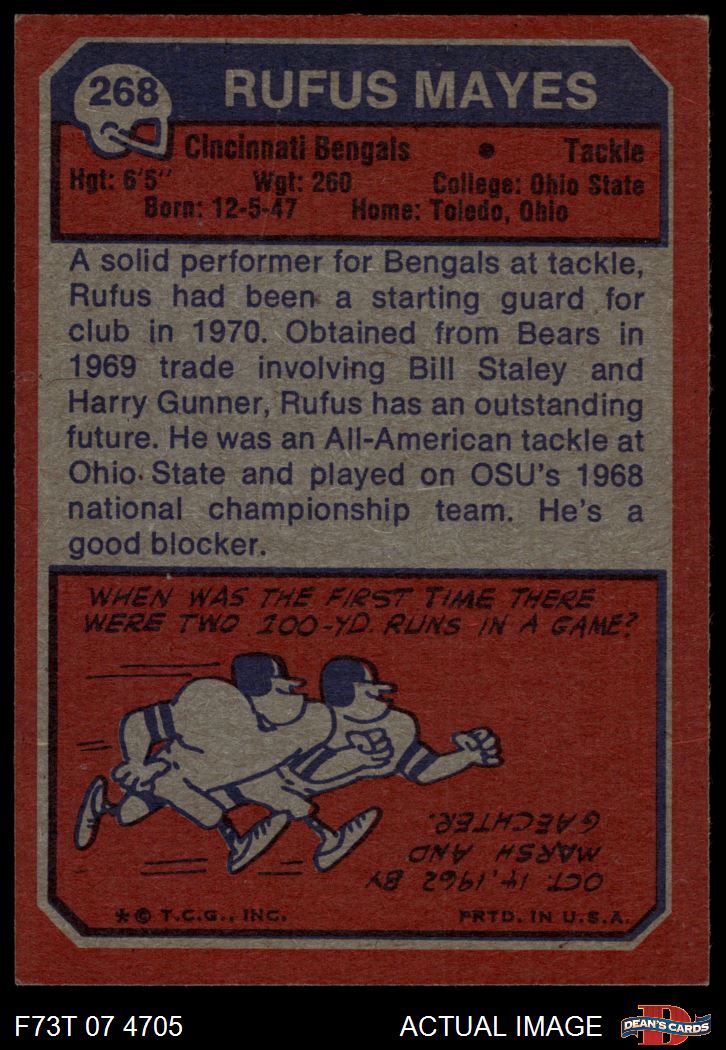 268
RUFUS MAYES
Cincinnati Bengals • Tackle
Hgt: 6'5" Wgt: 260 College: Ohio State
Born: 12-5-47 Home: Toledo, Ohio
A solid performer for Bengals at tackle,
Rufus had been a starting guard for
club in 1970. Obtained from Bears in
1969 trade involving Bill Staley and
Harry Gunner, Rufus has an outstanding
future. He was an All-American tackle at
Ohio State and played on OSU's 1968
national championship team. He's a
good blocker.
WHEN WAS THE FIRST TIME THERE
WERE TWO 100-YD. RUNS IN A GAME?
OCT. 14, 1962 BY
MARSH AND
GAECHTER.
*© T.C.G., INC. PRTD. IN U.S.A.
F73T 07 4705 ACTUAL IMAGE
D
DEAN'S CARDS